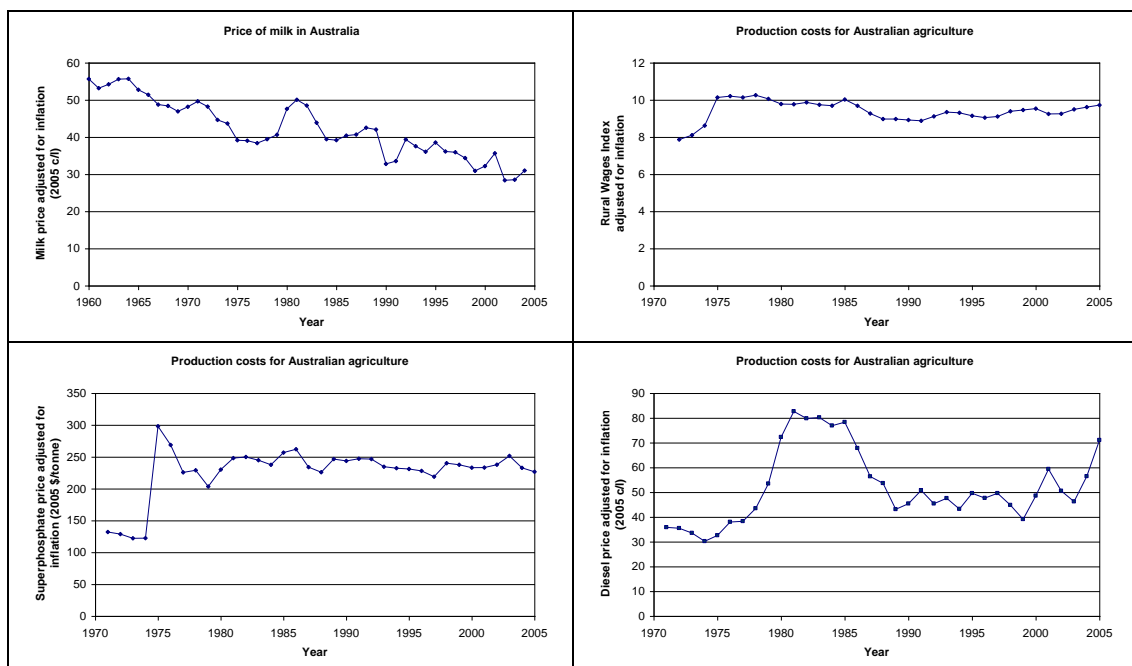 Price of milk in Australia
Milk price adjusted for inflation
(2005 c/l)
60
50
40
30
20
10
0
1960 1965 1970 1975 1980 1985 1990 1995 2000 2005
Year
Production costs for Australian agriculture
Rural Wages Index
adjusted for inflation
12
10
8
6
4
2
0
1970 1975 1980 1985 1990 1995 2000 2005
Year
Production costs for Australian agriculture
Superphosphate price adjusted for
inflation (2005 $/tonne)
350
300
250
200
150
100
50
0
1970 1975 1980 1985 1990 1995 2000 2005
Year
Production costs for Australian agriculture
Diesel price adjusted for inflation
(2005 c/l)
90
80
70
60
50
40
30
20
10
0
1970 1975 1980 1985 1990 1995 2000 2005
Year